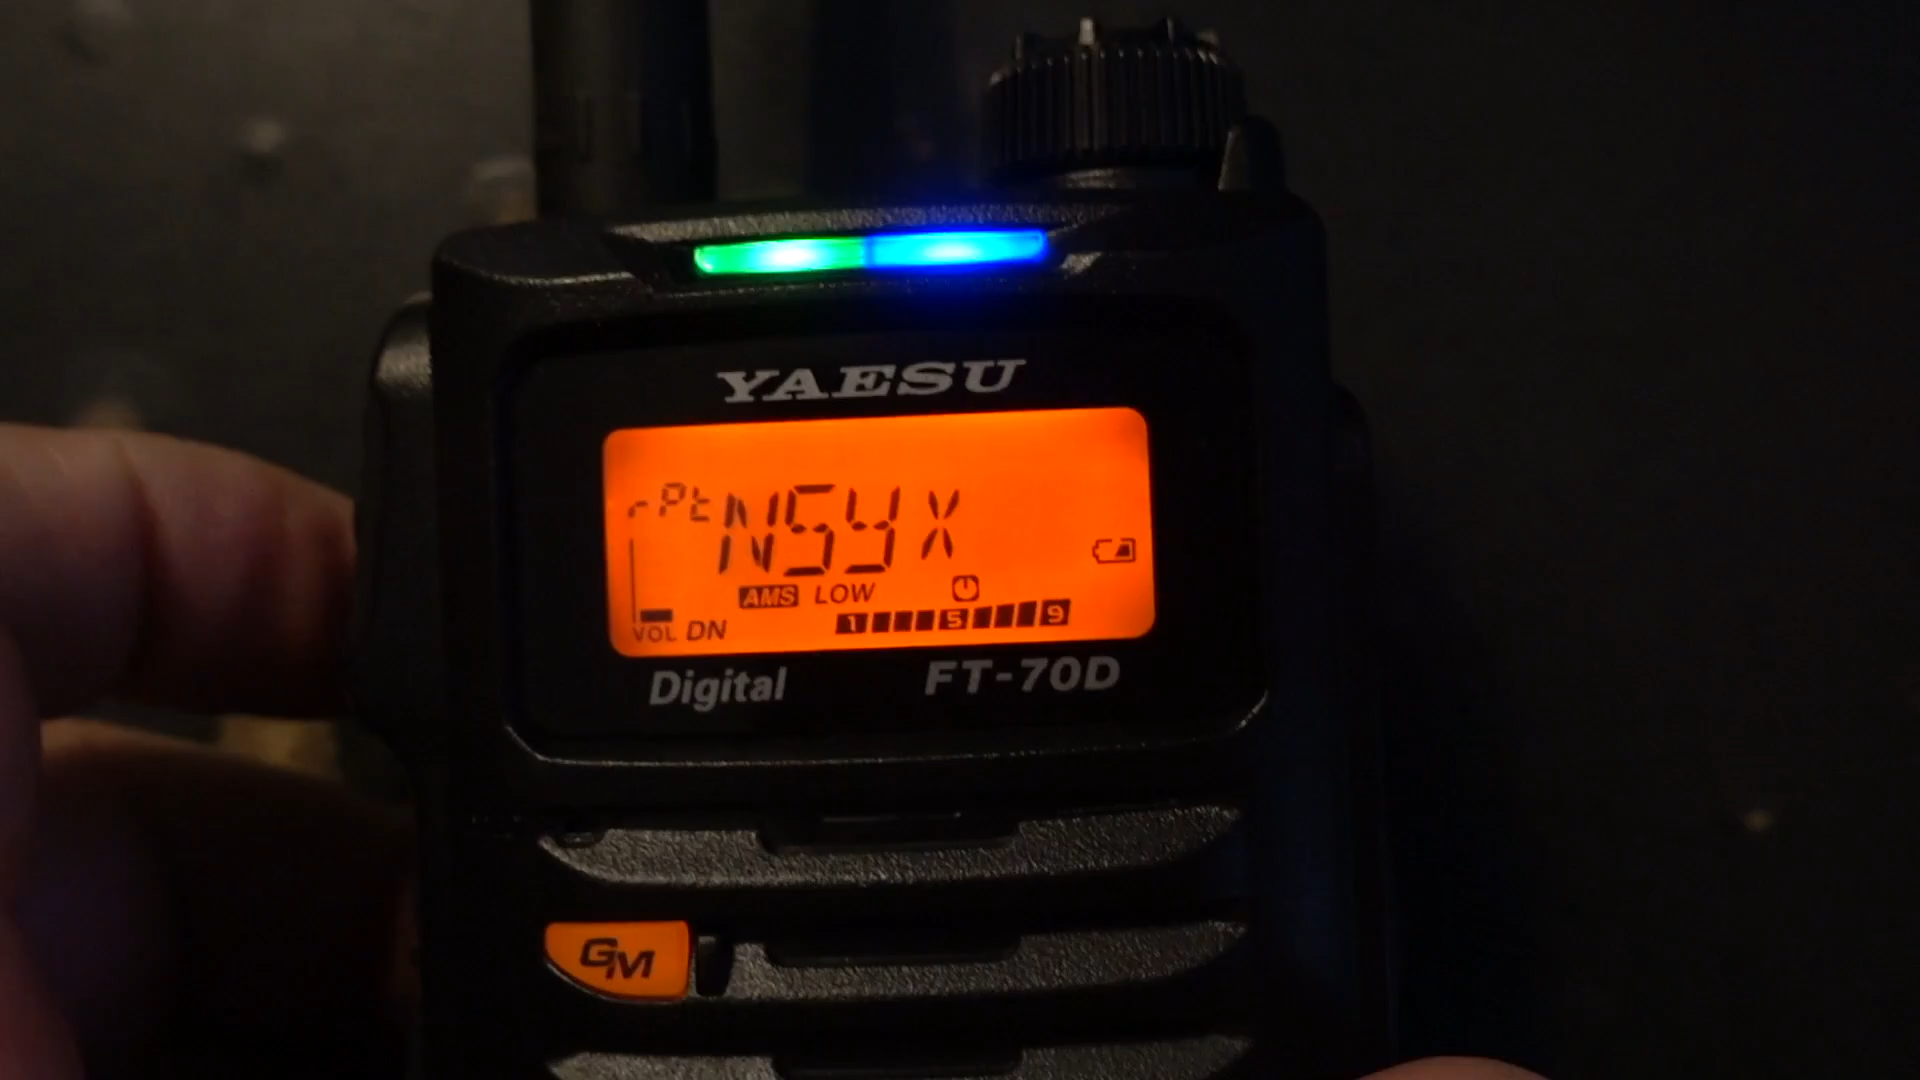 YAESU
rPt N5YX
AMS LOW
VOL DN 1 5 9
Digital FT-70D
GM